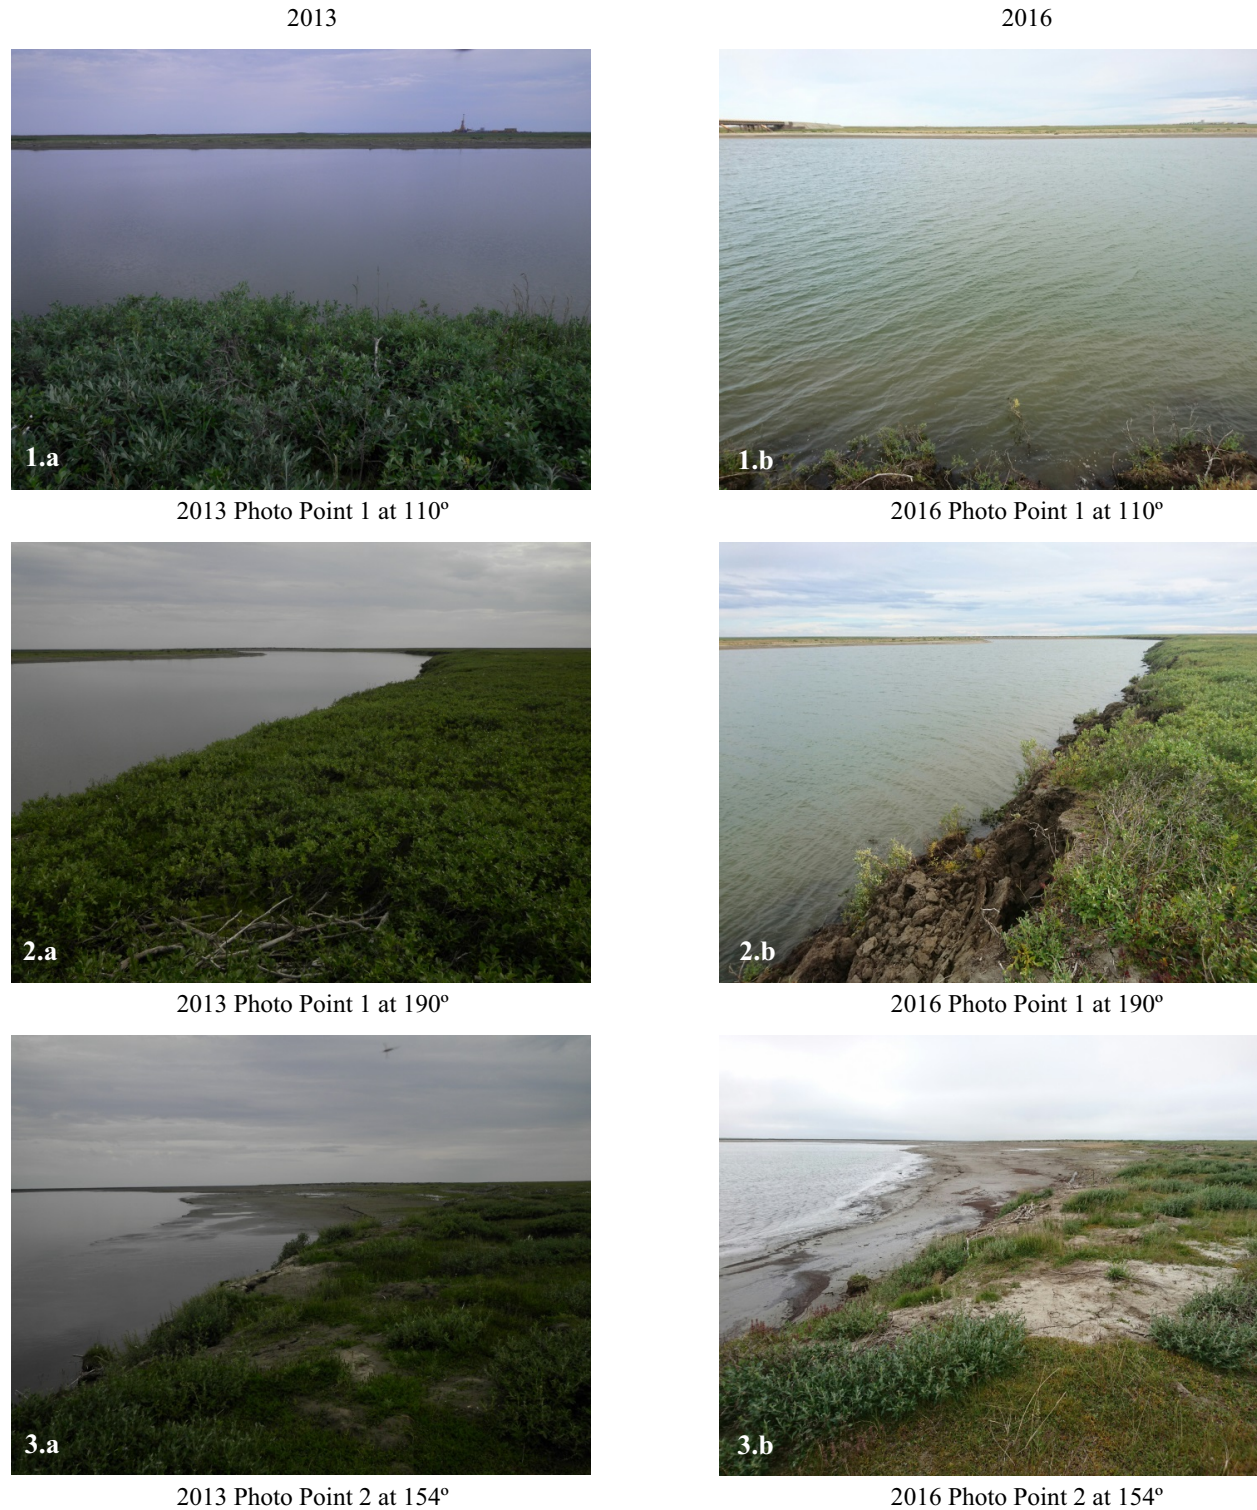 2013
2016
1.a
1.b
2013 Photo Point 1 at 110º
2016 Photo Point 1 at 110º
2.a
2.b
2013 Photo Point 1 at 190º
2016 Photo Point 1 at 190º
3.a
3.b
2013 Photo Point 2 at 154º
2016 Photo Point 2 at 154º